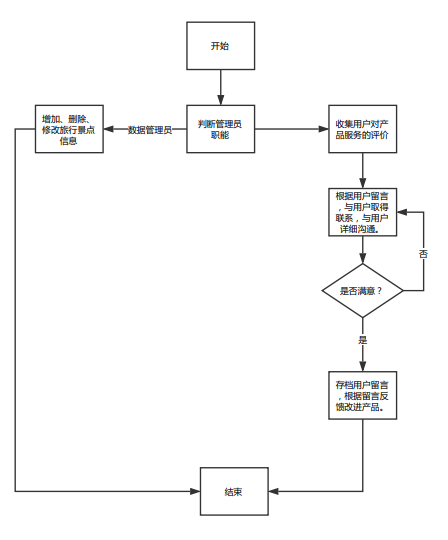 开始
增加、删除、
修改旅行景点
信息
数据管理员
判断管理员
职能
收集用户对产
品服务的评价
根据用户留言
，与用户取得
联系，与用户
详细沟通。
否
是否满意？
是
存档用户留言
，根据留言反
馈改进产品。
结束